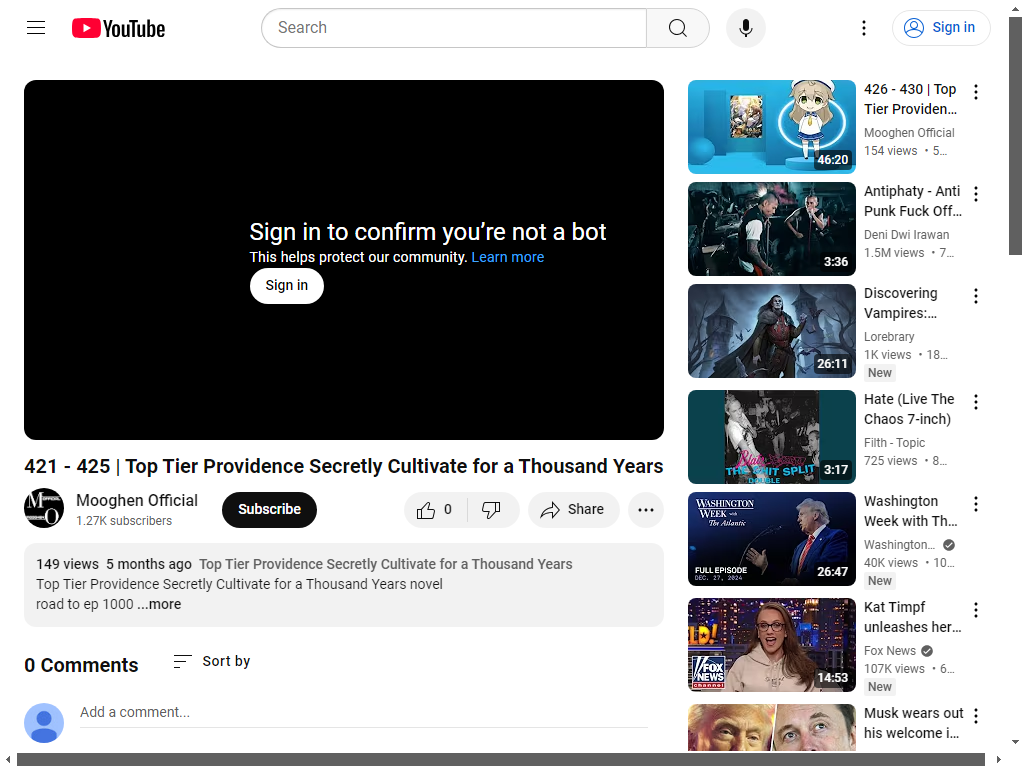 YouTube
Search
Sign in
Sign in to confirm you’re not a bot
This helps protect our community. Learn more
Sign in
421 - 425 | Top Tier Providence Secretly Cultivate for a Thousand Years
Mooghen Official
1.27K subscribers
Subscribe
0
Share
149 views 5 months ago Top Tier Providence Secretly Cultivate for a Thousand Years
Top Tier Providence Secretly Cultivate for a Thousand Years novel
road to ep 1000 ...more
0 Comments
Sort by
Add a comment...
46:20
426 - 430 | Top
Tier Providen…
Mooghen Official
154 views • 5…
3:36
Antiphaty - Anti
Punk Fuck Off…
Deni Dwi Irawan
1.5M views • 7…
26:11
Discovering
Vampires:…
Lorebrary
1K views • 18…
New
THE SHIT SPLIT
DOUBLE
3:17
Hate (Live The
Chaos 7-inch)
Filth - Topic
725 views • 8…
WASHINGTON
WEEK with
The Atlantic
FULL EPISODE
DEC. 27, 2024
26:47
Washington
Week with Th…
Washington…
40K views • 10…
New
LD!
FOX
NEWS
channel
14:53
Kat Timpf
unleashes her…
Fox News
107K views • 6…
New
Musk wears out
his welcome i…